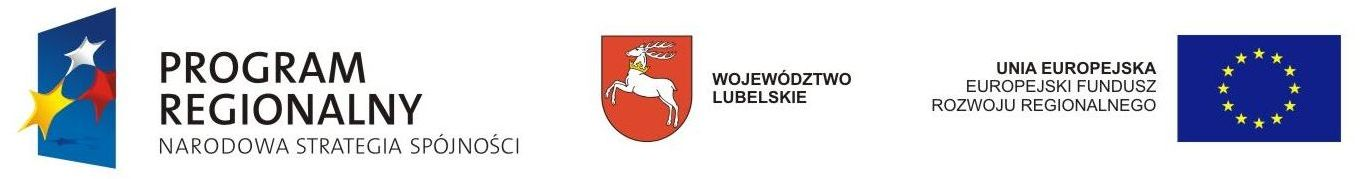 PROGRAM
REGIONALNY
NARODOWA STRATEGIA SPÓJNOŚCI
WOJEWÓDZTWO
LUBELSKIE
UNIA EUROPEJSKA
EUROPEJSKI FUNDUSZ
ROZWOJU REGIONALNEGO